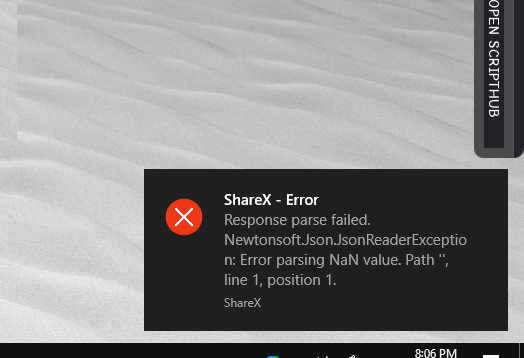 OPEN SCRIPTHUB
ShareX - Error
Response parse failed.
Newtonsoft.Json.JsonReaderExceptio
n: Error parsing NaN value. Path '',
line 1, position 1.
ShareX
8:06 PM